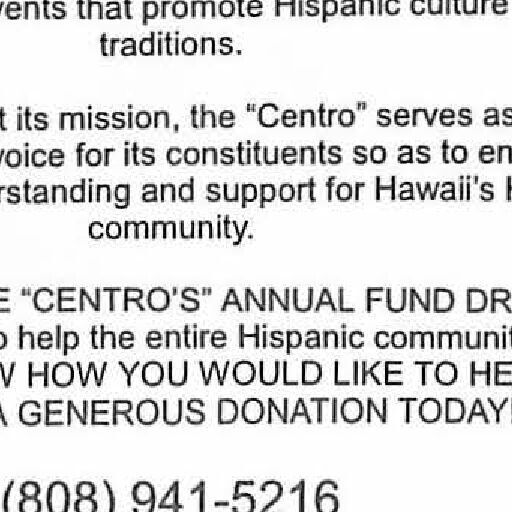 vents that promote Hispanic culture
traditions.
t its mission, the “Centro” serves as
voice for its constituents so as to en
rstanding and support for Hawaii's H
community.
E “CENTRO'S” ANNUAL FUND DR
o help the entire Hispanic communit
W HOW YOU WOULD LIKE TO HE
A GENEROUS DONATION TODAY!
(808) 941-5216